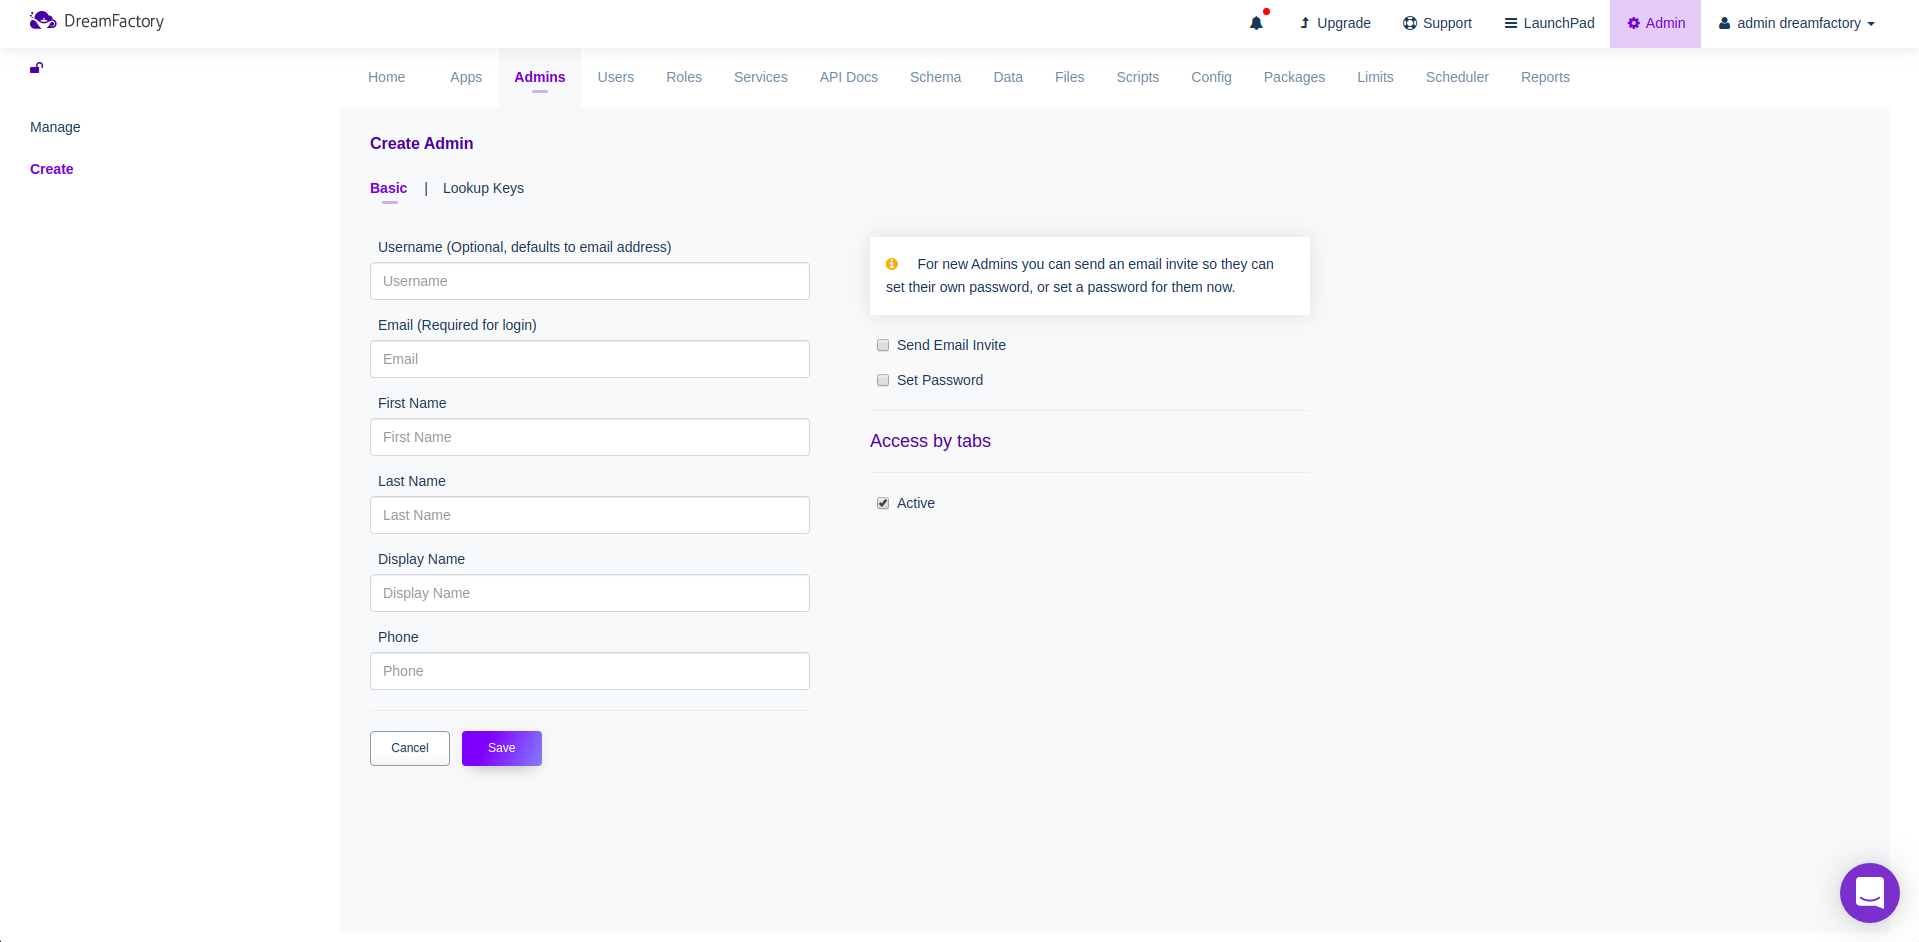 DreamFactory
Upgrade
Support
LaunchPad
Admin
admin dreamfactory
Home
Apps
Admins
Users
Roles
Services
API Docs
Schema
Data
Files
Scripts
Config
Packages
Limits
Scheduler
Reports
Manage
Create
Create Admin
Basic | Lookup Keys
Username (Optional, defaults to email address)
Username
Email (Required for login)
Email
First Name
First Name
Last Name
Last Name
Display Name
Display Name
Phone
Phone
Cancel
Save
For new Admins you can send an email invite so they can
set their own password, or set a password for them now.
Send Email Invite
Set Password
Access by tabs
Active